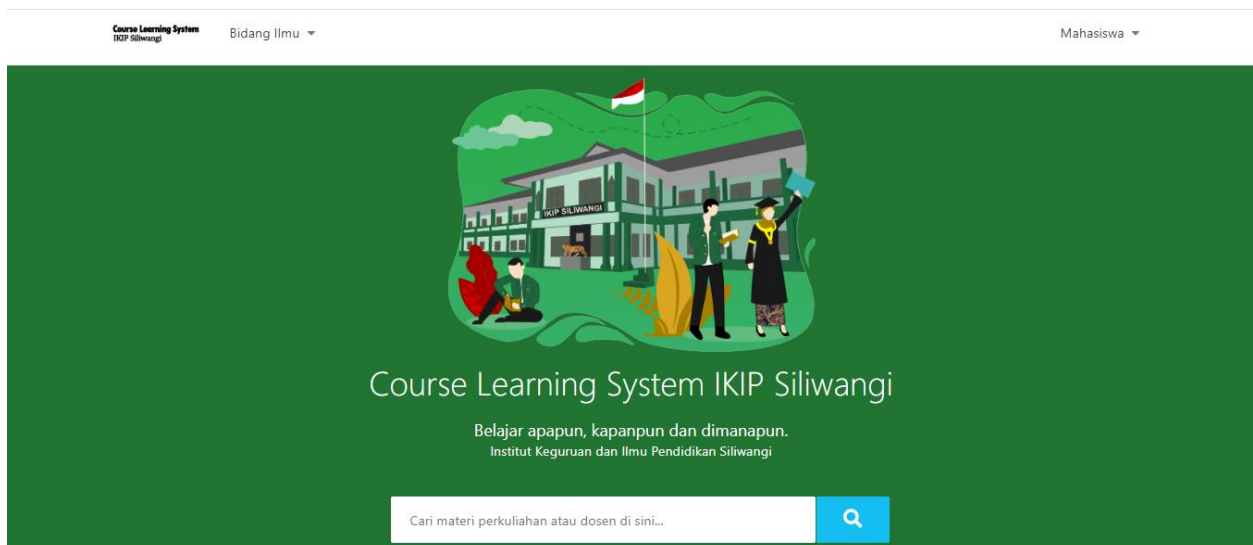 Course Learning System
IKIP Siliwangi
Bidang Ilmu
Mahasiswa
IKIP SILIWANGI
Course Learning System IKIP Siliwangi
Belajar apapun, kapanpun dan dimanapun.
Institut Keguruan dan Ilmu Pendidikan Siliwangi
Cari materi perkuliahan atau dosen di sini...